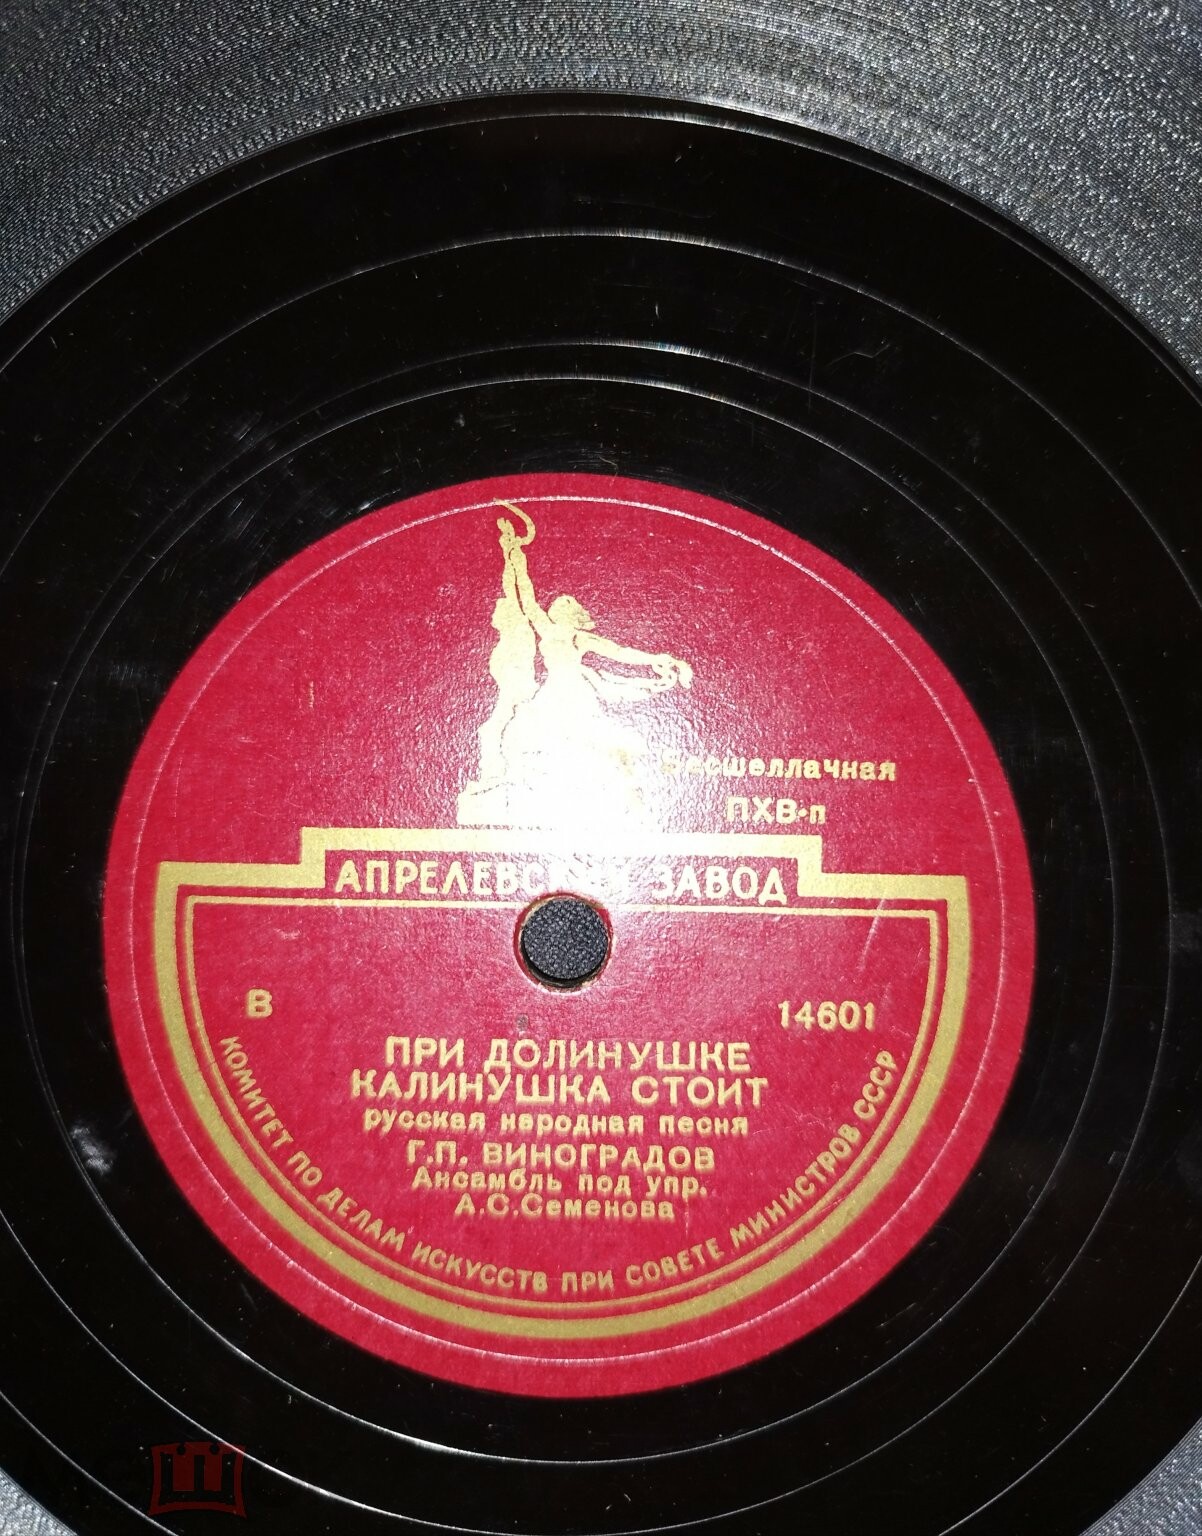 Бесшеллачная
ПХВ-п
АПРЕЛЕВСКИЙ ЗАВОД
В 14601
ПРИ ДОЛИНУШКЕ
КАЛИНУШКА СТОИТ
русская народная песня
Г.П. ВИНОГРАДОВ
Ансамбль под упр.
А.С.Семенова
КОМИТЕТ ПО ДЕЛАМ ИСКУССТВ ПРИ СОВЕТЕ МИНИСТРОВ СССР